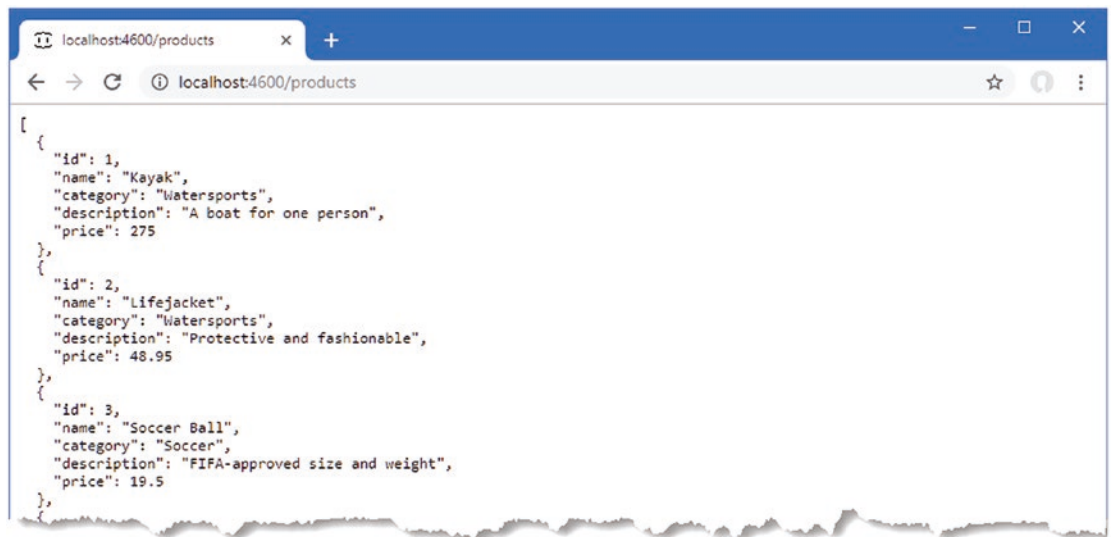 localhost:4600/products
localhost:4600/products
[
{
"id": 1,
"name": "Kayak",
"category": "Watersports",
"description": "A boat for one person",
"price": 275
},
{
"id": 2,
"name": "Lifejacket",
"category": "Watersports",
"description": "Protective and fashionable",
"price": 48.95
},
{
"id": 3,
"name": "Soccer Ball",
"category": "Soccer",
"description": "FIFA-approved size and weight",
"price": 19.5
},
{